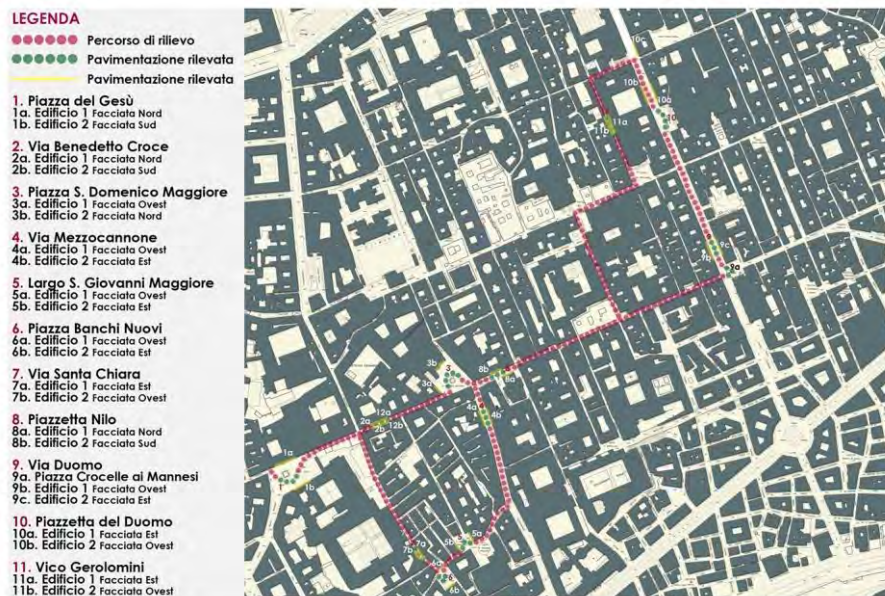 LEGENDA
Percorso di rilievo
Pavimentazione rilevata
Pavimentazione rilevata
1. Piazza del Gesù
1a. Edificio 1 Facciata Nord
1b. Edificio 2 Facciata Sud
2. Via Benedetto Croce
2a. Edificio 1 Facciata Nord
2b. Edificio 2 Facciata Sud
3. Piazza S. Domenico Maggiore
3a. Edificio 1 Facciata Ovest
3b. Edificio 2 Facciata Nord
4. Via Mezzocannone
4a. Edificio 1 Facciata Ovest
4b. Edificio 2 Facciata Est
5. Largo S. Giovanni Maggiore
5a. Edificio 1 Facciata Ovest
5b. Edificio 2 Facciata Est
6. Piazza Banchi Nuovi
6a. Edificio 1 Facciata Ovest
6b. Edificio 2 Facciata Est
7. Via Santa Chiara
7a. Edificio 1 Facciata Est
7b. Edificio 2 Facciata Ovest
8. Piazzetta Nilo
8a. Edificio 1 Facciata Nord
8b. Edificio 2 Facciata Sud
9. Via Duomo
9a. Piazza Crocelle ai Mannesi
9b. Edificio 1 Facciata Ovest
9c. Edificio 2 Facciata Est
10. Piazzetta del Duomo
10a. Edificio 1 Facciata Est
10b. Edificio 2 Facciata Ovest
11. Vico Gerolomini
11a. Edificio 1 Facciata Est
11b. Edificio 2 Facciata Ovest
10c
10b
10a
10
11a
11b
9c
9b
9a
3b
3
3a
8b
8a
4a
4b
12a
2a
2b
12b
1a
1
1b
7a
7b
5b
5a
6a
6
6b